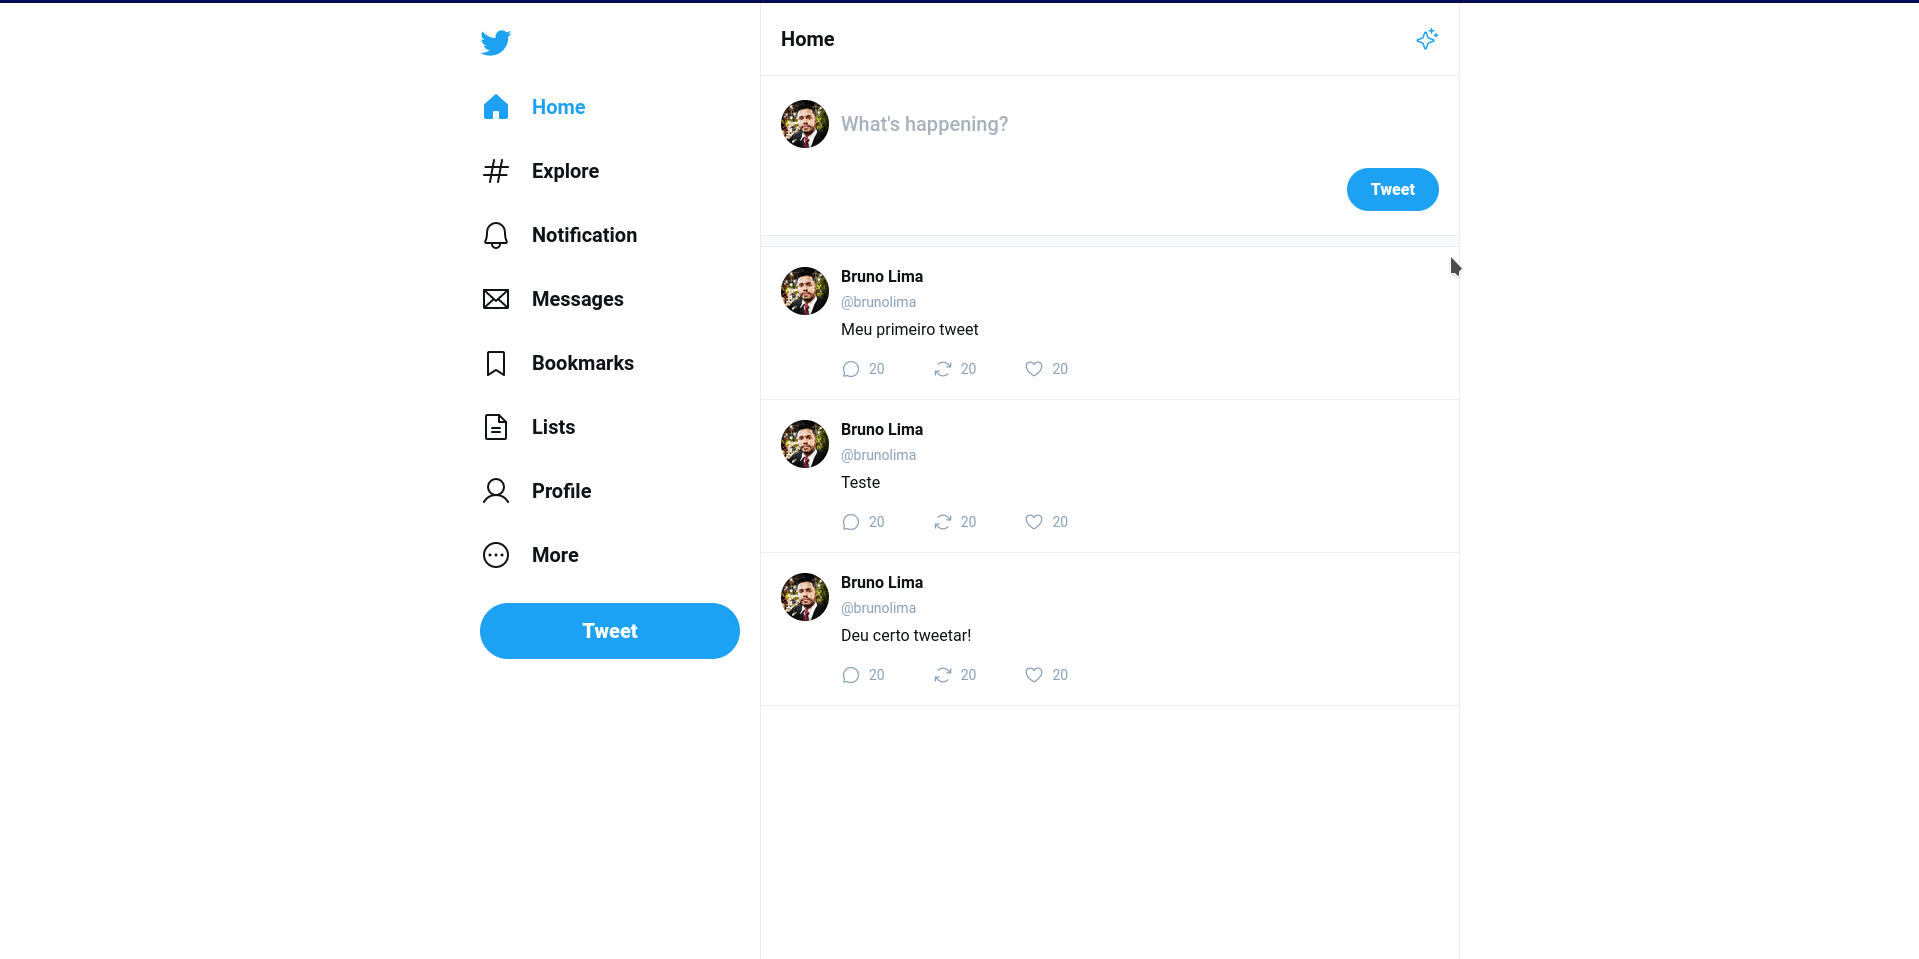 Home
Explore
Notification
Messages
Bookmarks
Lists
Profile
More
Tweet
Home
What's happening?
Tweet
Bruno Lima
@brunolima
Meu primeiro tweet
20 20 20
Bruno Lima
@brunolima
Teste
20 20 20
Bruno Lima
@brunolima
Deu certo tweetar!
20 20 20